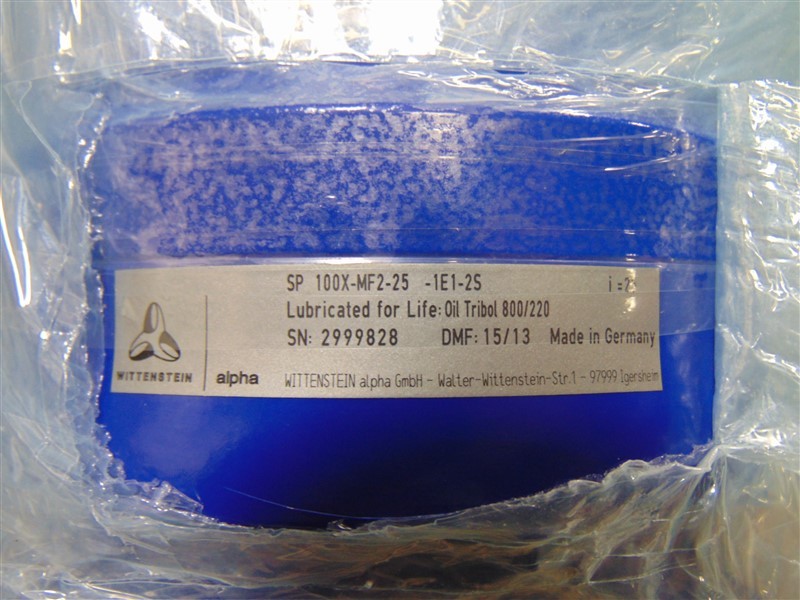 SP 100X-MF2-25 -1E1-2S i =
Lubricated for Life: Oil Tribol 800/220
SN: 2999828 DMF: 15/13 Made in Germany
WITTENSTEIN alpha
WITTENSTEIN alpha GmbH - Walter-Wittenstein-Str.1 - 97999 Igersheim